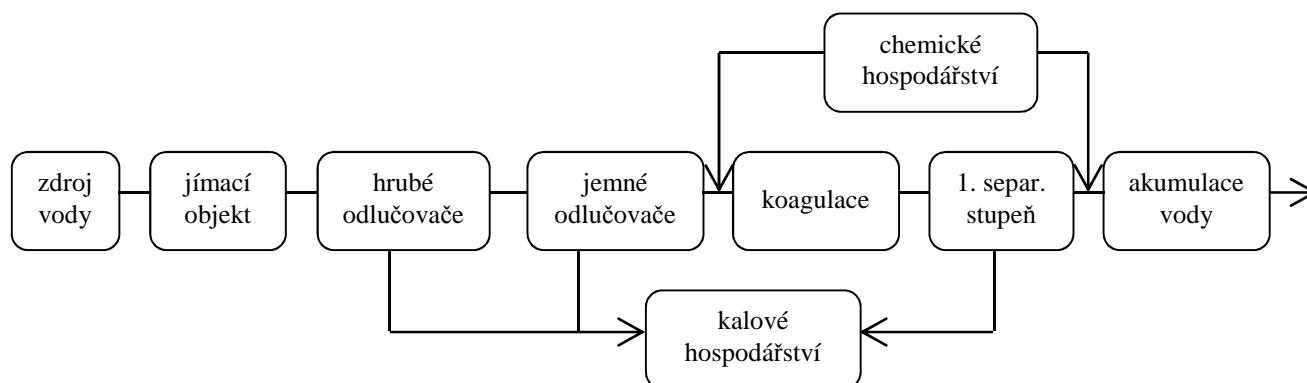 chemické
hospodářství
zdroj
vody
jímací
objekt
hrubé
odlučovače
jemné
odlučovače
koagulace
1. separ.
stupeň
akumulace
vody
kalové
hospodářství